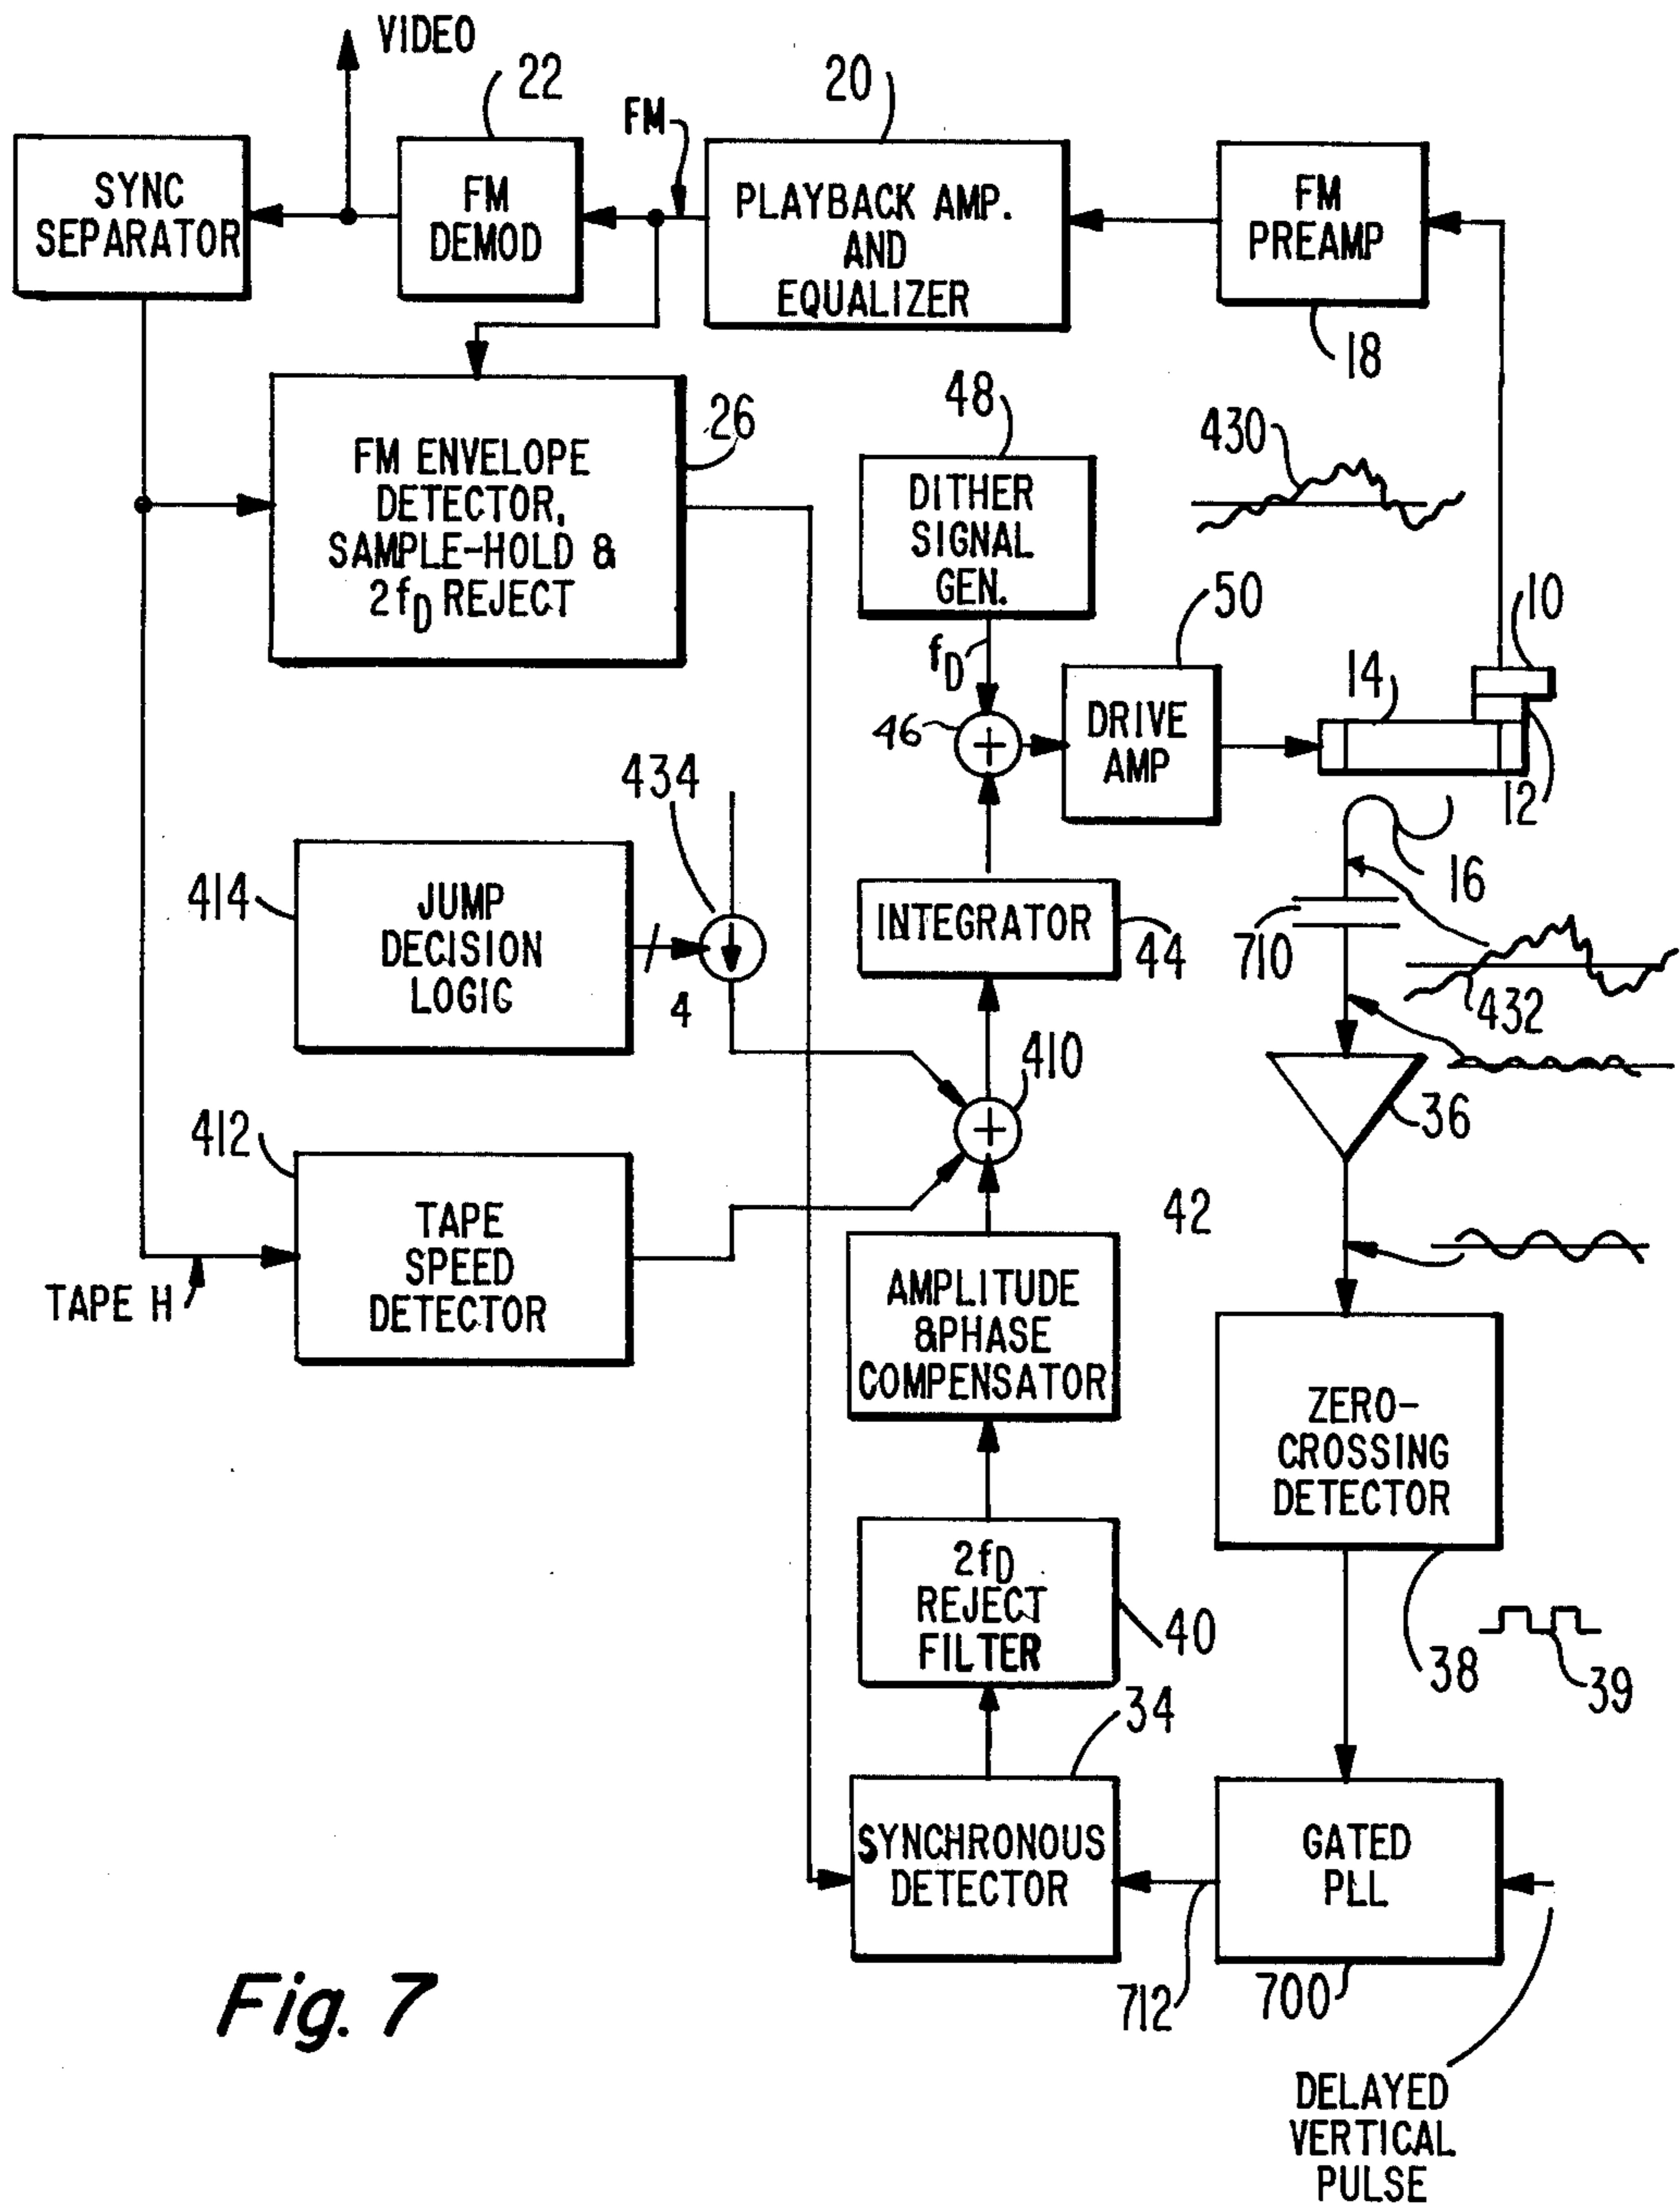 VIDEO
22
20
FM
SYNC
SEPARATOR
FM
DEMOD
PLAYBACK AMP.
AND
EQUALIZER
FM
PREAMP
18
26
FM ENVELOPE
DETECTOR,
SAMPLE-HOLD &
2fD REJECT
48
DITHER
SIGNAL
GEN.
430
fD
46
50
DRIVE
AMP
14
10
12
16
434
414
JUMP
DECISION
LOGIC
4
INTEGRATOR
44
710
432
410
36
412
TAPE
SPEED
DETECTOR
TAPE H
42
AMPLITUDE
&PHASE
COMPENSATOR
ZERO-
CROSSING
DETECTOR
38
39
2fD
REJECT
FILTER
40
34
SYNCHRONOUS
DETECTOR
GATED
PLL
712
700
DELAYED
VERTICAL
PULSE
Fig. 7